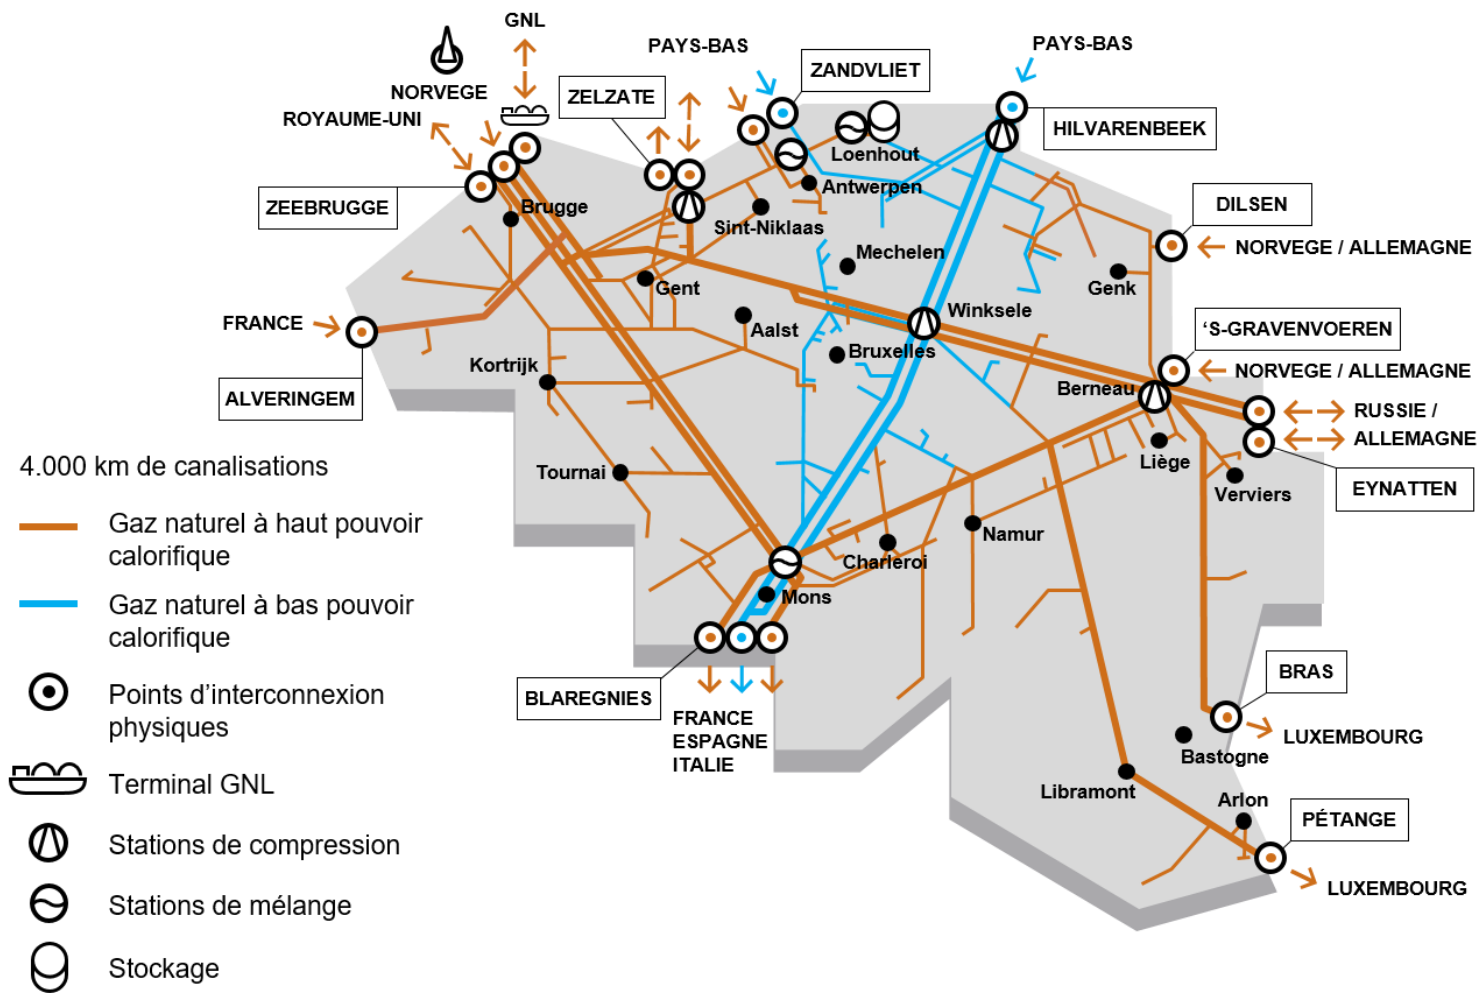 GNL
PAYS-BAS
PAYS-BAS
NORVEGE
ROYAUME-UNI
ZELZATE
ZANDVLIET
HILVARENBEEK
Loenhout
Antwerpen
ZEEBRUGGE
Brugge
Sint-Niklaas
DILSEN
NORVEGE / ALLEMAGNE
Mechelen
Genk
Gent
FRANCE
Aalst
Winksele
‘S-GRAVENVOEREN
Bruxelles
Kortrijk
NORVEGE / ALLEMAGNE
Berneau
ALVERINGEM
RUSSIE /
ALLEMAGNE
Liège
Tournai
Verviers
EYNATTEN
4.000 km de canalisations
Gaz naturel à haut pouvoir
calorifique
Namur
Charleroi
Gaz naturel à bas pouvoir
calorifique
Mons
BLAREGNIES
BRAS
Points d’interconnexion
physiques
FRANCE
ESPAGNE
ITALIE
LUXEMBOURG
Bastogne
Terminal GNL
Libramont
Arlon
PÉTANGE
Stations de compression
LUXEMBOURG
Stations de mélange
Stockage